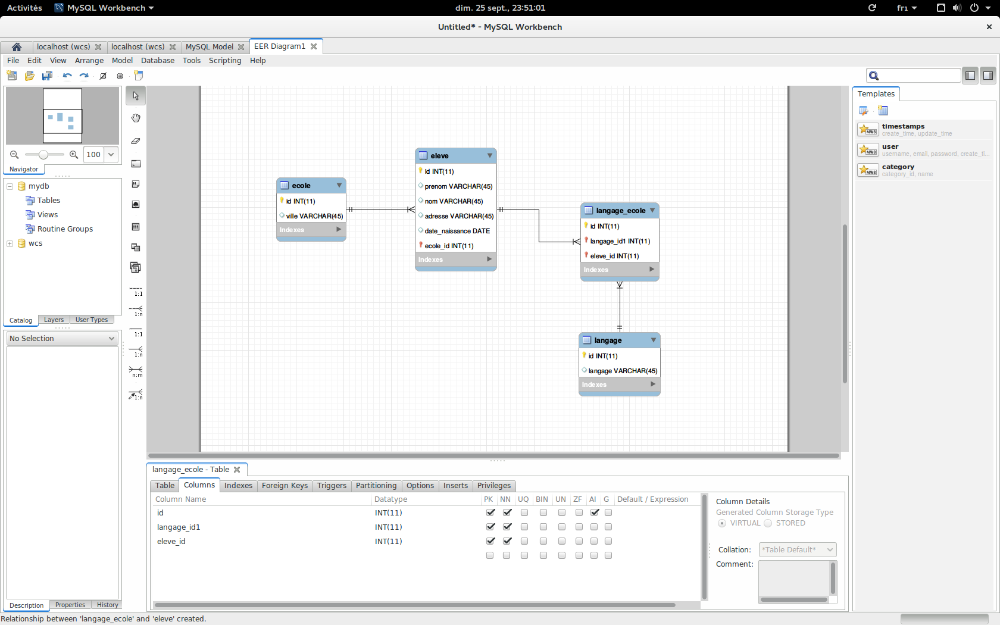 Activités
MySQL Workbench
dim. 25 sept., 23:51:01
fr1
Untitled* - MySQL Workbench
localhost (wcs)
localhost (wcs)
MySQL Model
EER Diagram1
File Edit View Arrange Model Database Tools Scripting Help
100
Navigator
mydb
Tables
Views
Routine Groups
wcs
Catalog Layers User Types
No Selection
Description Properties History
1:1
1:n
1:1
1:n
n:m
1:n
ecole
id INT(11)
ville VARCHAR(45)
Indexes
eleve
id INT(11)
prenom VARCHAR(45)
nom VARCHAR(45)
adresse VARCHAR(45)
date_naissance DATE
ecole_id INT(11)
Indexes
langage_ecole
id INT(11)
langage_id1 INT(11)
eleve_id INT(11)
Indexes
langage
id INT(11)
langage VARCHAR(45)
Indexes
Templates
timestamps
create_time, update_time
user
username, email, password, create_ti...
category
category_id, name
MWB
MWB
MWB
langage_ecole - Table
Table Columns Indexes Foreign Keys Triggers Partitioning Options Inserts Privileges
Column Name Datatype PK NN UQ BIN UN ZF AI G Default / Expression
id INT(11)
langage_id1 INT(11)
eleve_id INT(11)
Column Details
Generated Column Storage Type
VIRTUAL STORED
Collation: *Table Default*
Comment:
Relationship between 'langage_ecole' and 'eleve' created.